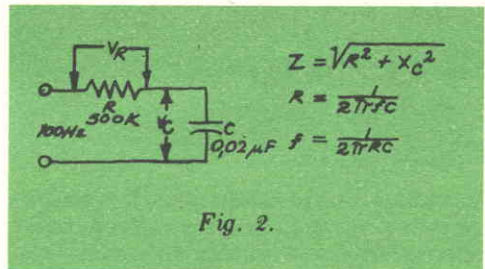 VR
Z = √R² + Xc²
R
500K
R = 1/2πfC
100Hz
VC
C
0,02µF
f = 1/2πRC
Fig. 2.